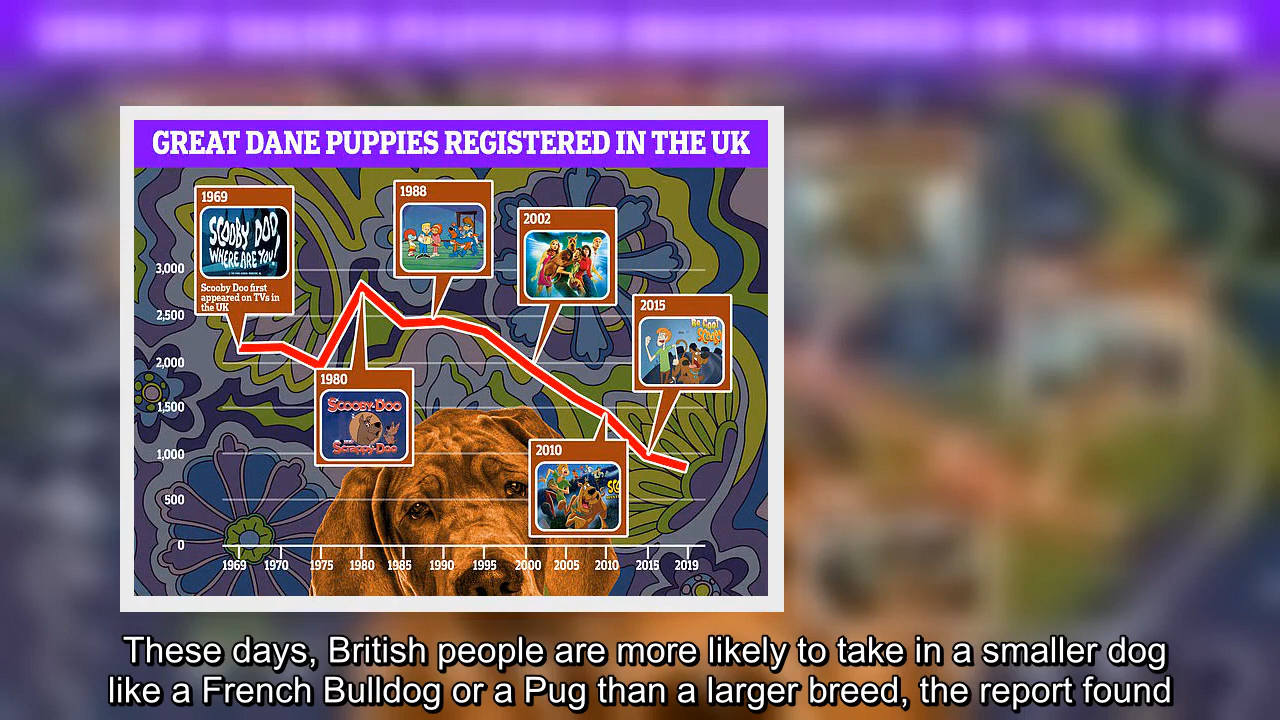 GREAT DANE PUPPIES REGISTERED IN THE UK
1969
SCOOBY DOO
WHERE ARE YOU!
Scooby Doo first
appeared on TVs in
the UK
1988
2002
2015
Be Cool
Scooby
3,000
2,500
2,000
1,500
1,000
500
0
1980
SCOOBY-DOO
SCRAPPY-DOO
2010
1969 1970 1975 1980 1985 1990 1995 2000 2005 2010 2015 2019
These days, British people are more likely to take in a smaller dog
like a French Bulldog or a Pug than a larger breed, the report found